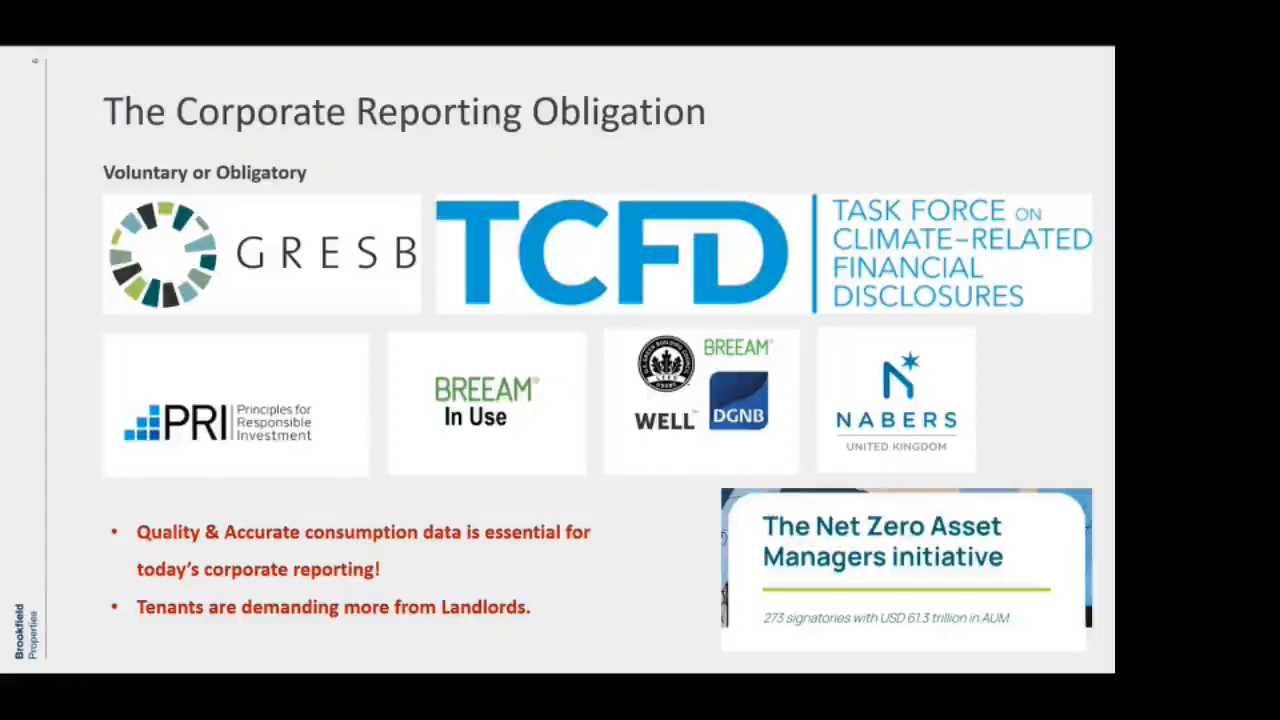 6
The Corporate Reporting Obligation
Voluntary or Obligatory
GRESB
TCFD
TASK FORCE ON
CLIMATE-RELATED
FINANCIAL
DISCLOSURES
PRI
Principles for
Responsible
Investment
BREEAM®
In Use
BREEAM®
WELL™
DGNB
NABERS
UNITED KINGDOM
• Quality & Accurate consumption data is essential for
today's corporate reporting!
• Tenants are demanding more from Landlords.
The Net Zero Asset
Managers initiative
273 signatories with USD 61.3 trillion in AUM
Brookfield
Properties